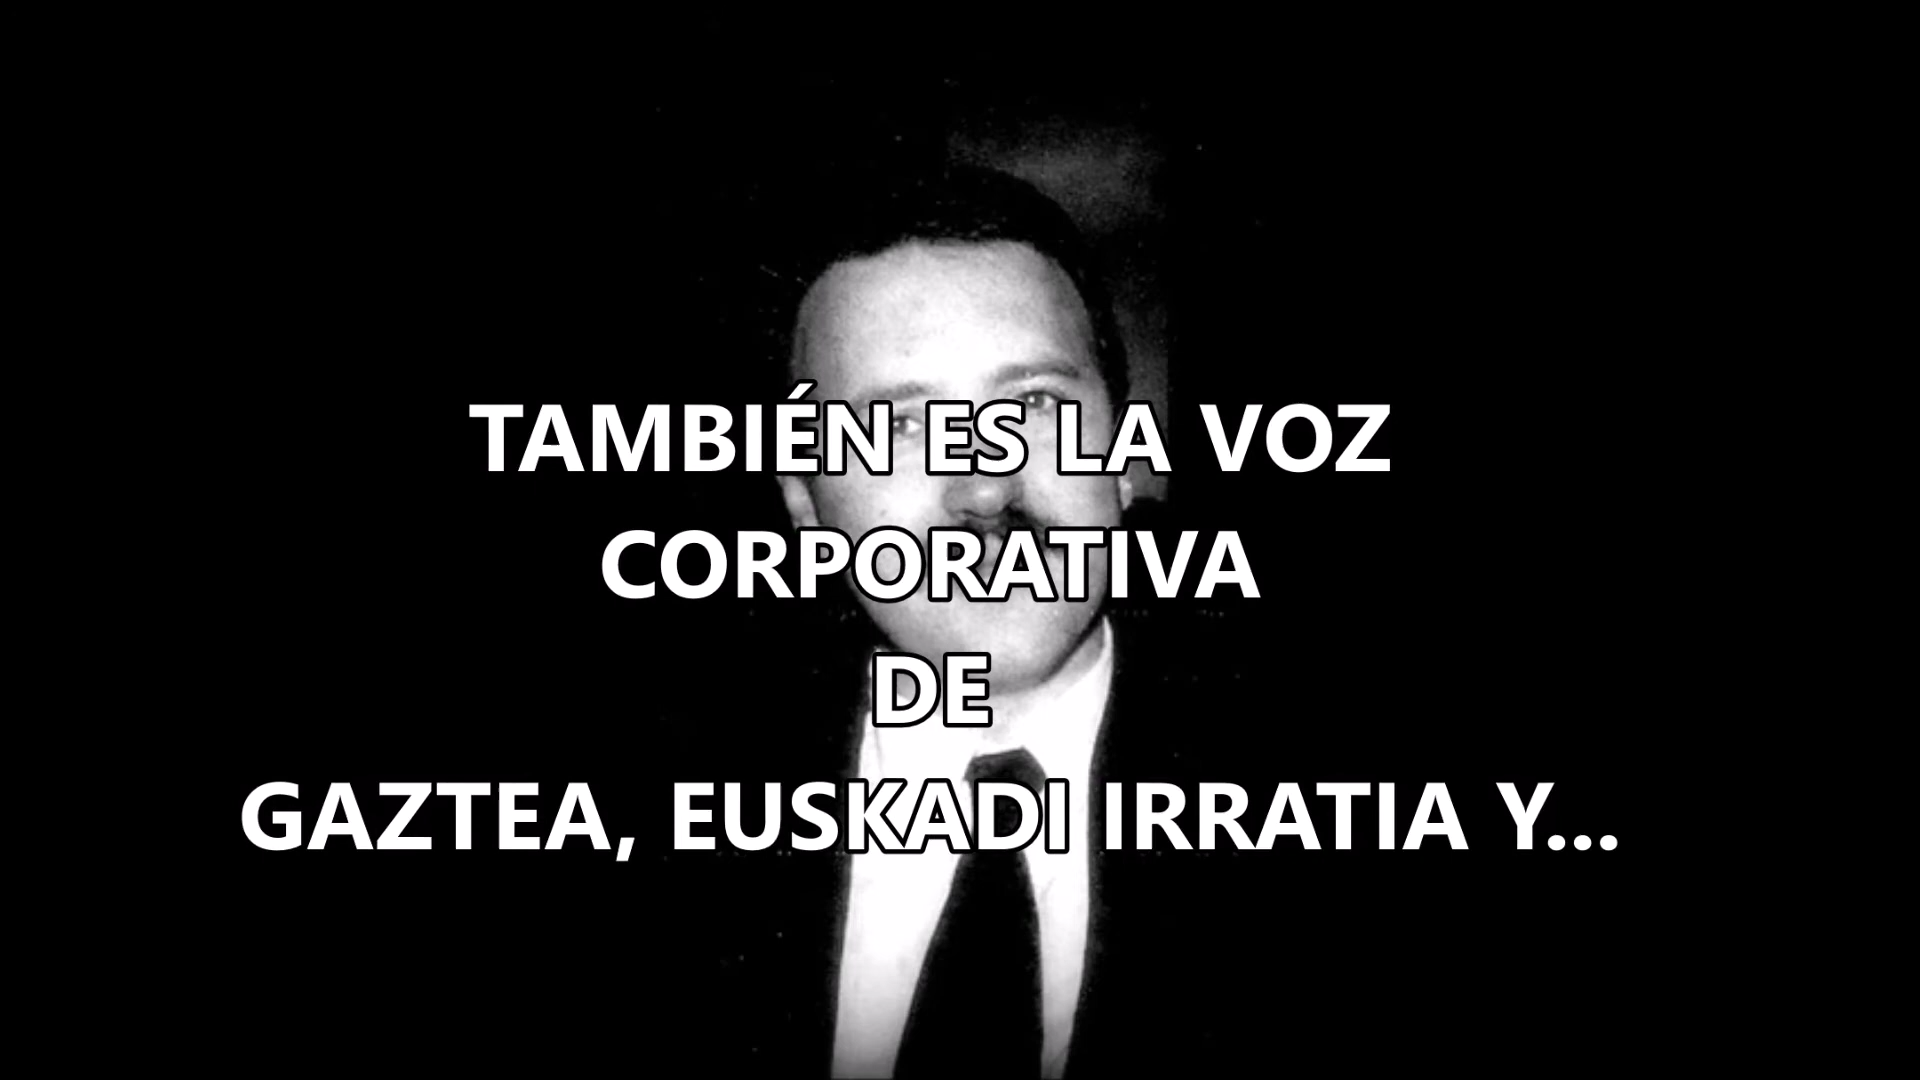 TAMBIÉN ES LA VOZ
CORPORATIVA
DE
GAZTEA, EUSKADI IRRATIA Y...